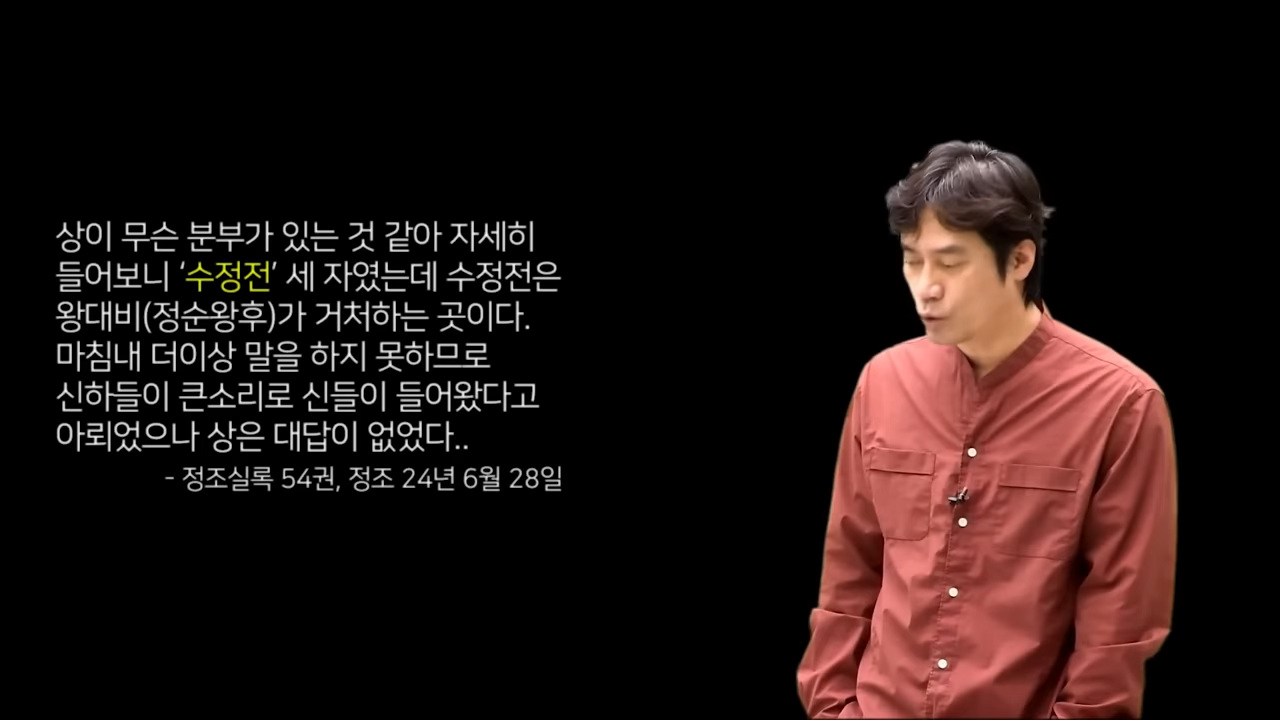 상이 무슨 분부가 있는 것 같아 자세히
들어보니 ‘수정전’ 세 자였는데 수정전은
왕대비(정순왕후)가 거처하는 곳이다.
마침내 더이상 말을 하지 못하므로
신하들이 큰소리로 신들이 들어왔다고
아뢰었으나 상은 대답이 없었다..
- 정조실록 54권, 정조 24년 6월 28일